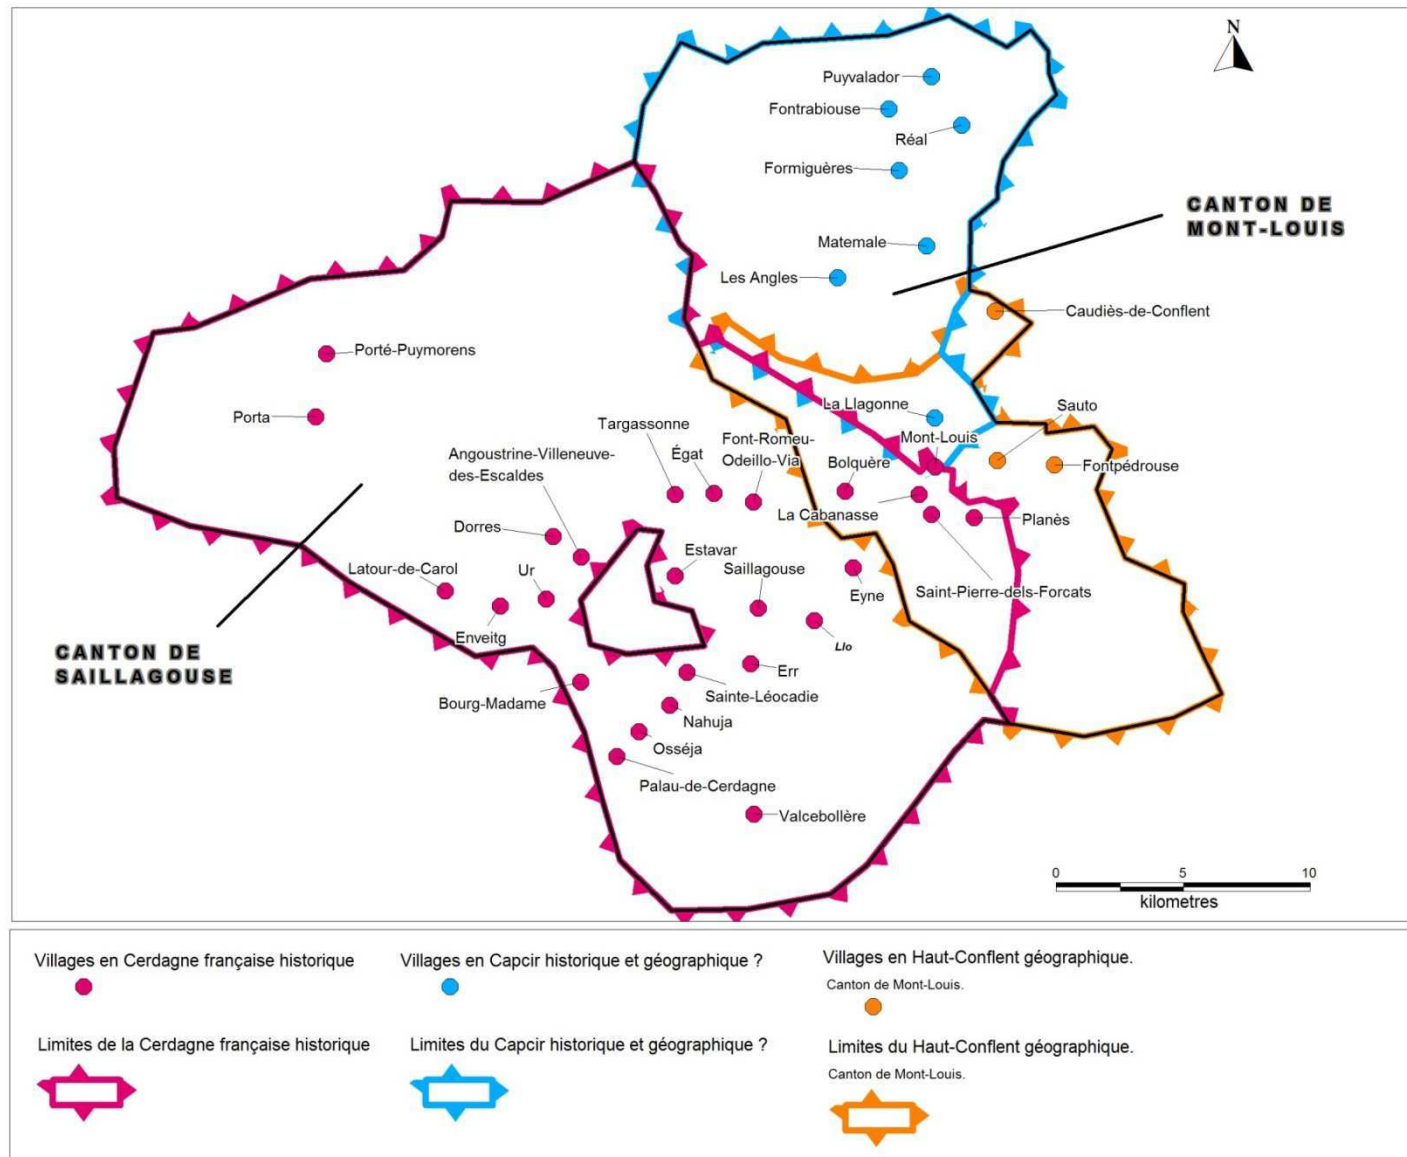 N
Puyvalador
Fontrabiouse
Réal
Formiguères
CANTON DE
MONT-LOUIS
Matemale
Les Angles
Caudiès-de-Conflent
Porté-Puymorens
Porta
La Llagonne
Sauto
Targassonne
Mont-Louis
Font-Romeu-
Odeillo-Via
Égat
Angoustrine-Villeneuve-
des-Escaldes
Bolquère
Fontpédrouse
La Cabanasse
Planès
Dorres
Estavar
Saillagouse
Latour-de-Carol
Ur
Eyne
Saint-Pierre-dels-Forcats
Enveitg
Llo
CANTON DE
SAILLAGOUSE
Err
Sainte-Léocadie
Bourg-Madame
Nahuja
Osséja
Palau-de-Cerdagne
Valcebollère
0 5 10
kilometres
Villages en Cerdagne française historique
Villages en Capcir historique et géographique ?
Villages en Haut-Conflent géographique.
Canton de Mont-Louis.
Limites de la Cerdagne française historique
Limites du Capcir historique et géographique ?
Limites du Haut-Conflent géographique.
Canton de Mont-Louis.